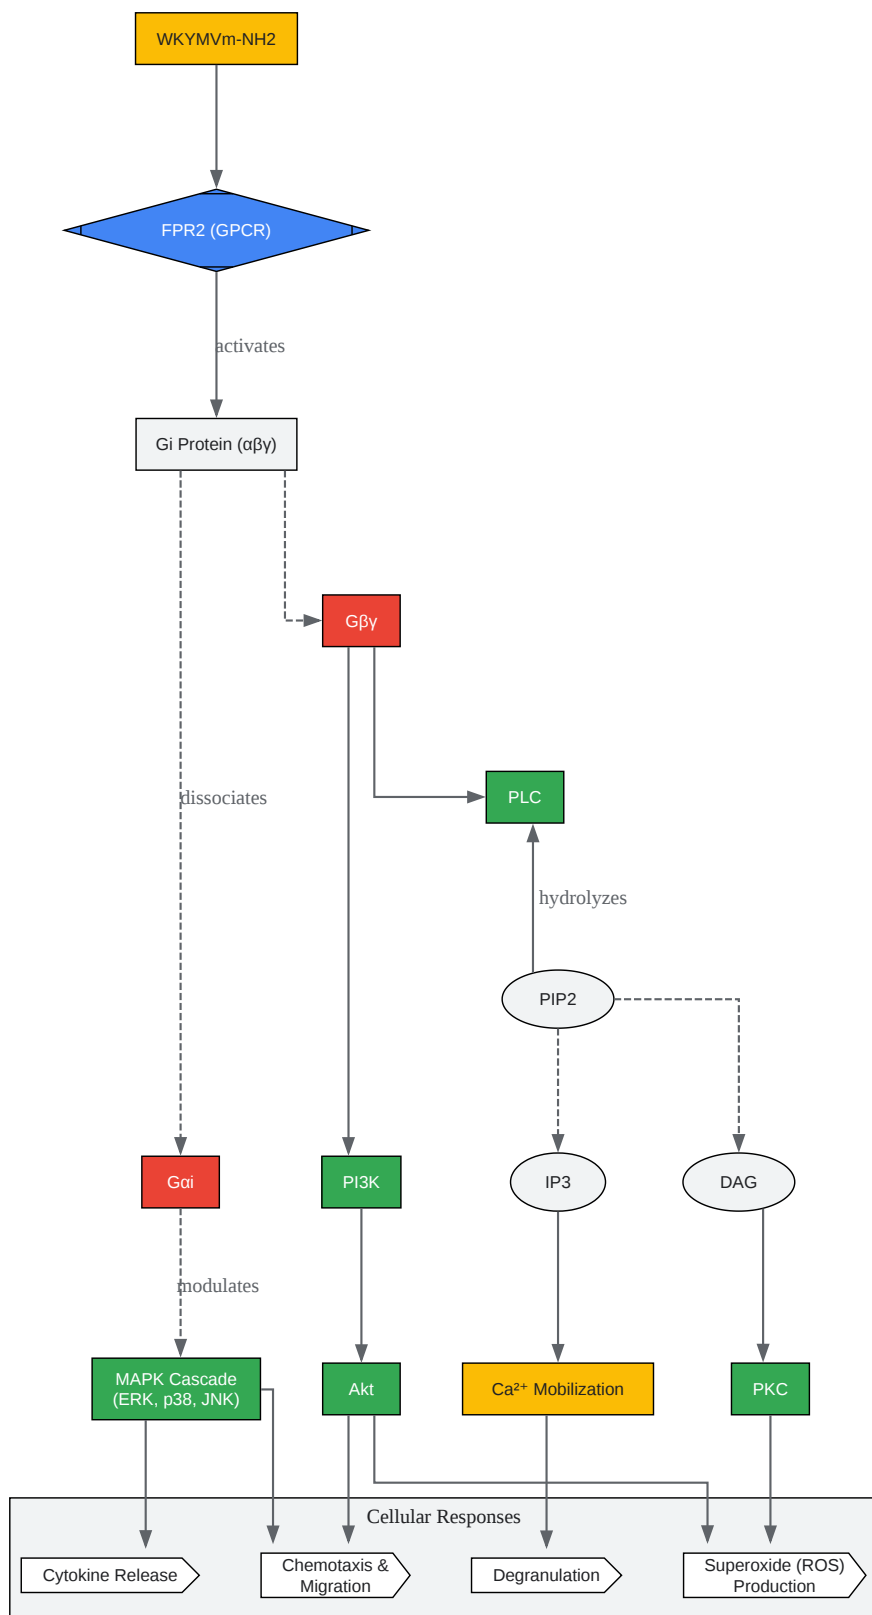 WKYMVm-NH2
FPR2 (GPCR)
activates
Gi Protein (αβγ)
Gβγ
dissociates
PLC
hydrolyzes
PIP2
Gαi
PI3K
IP3
DAG
modulates
MAPK Cascade
(ERK, p38, JNK)
Akt
Ca²⁺ Mobilization
PKC
Cellular Responses
Cytokine Release
Chemotaxis &
Migration
Degranulation
Superoxide (ROS)
Production